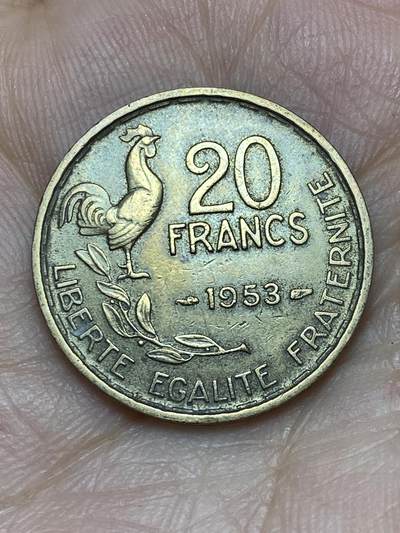 20
FRANCS
1953
LIBERTE EGALITE FRATERNITE